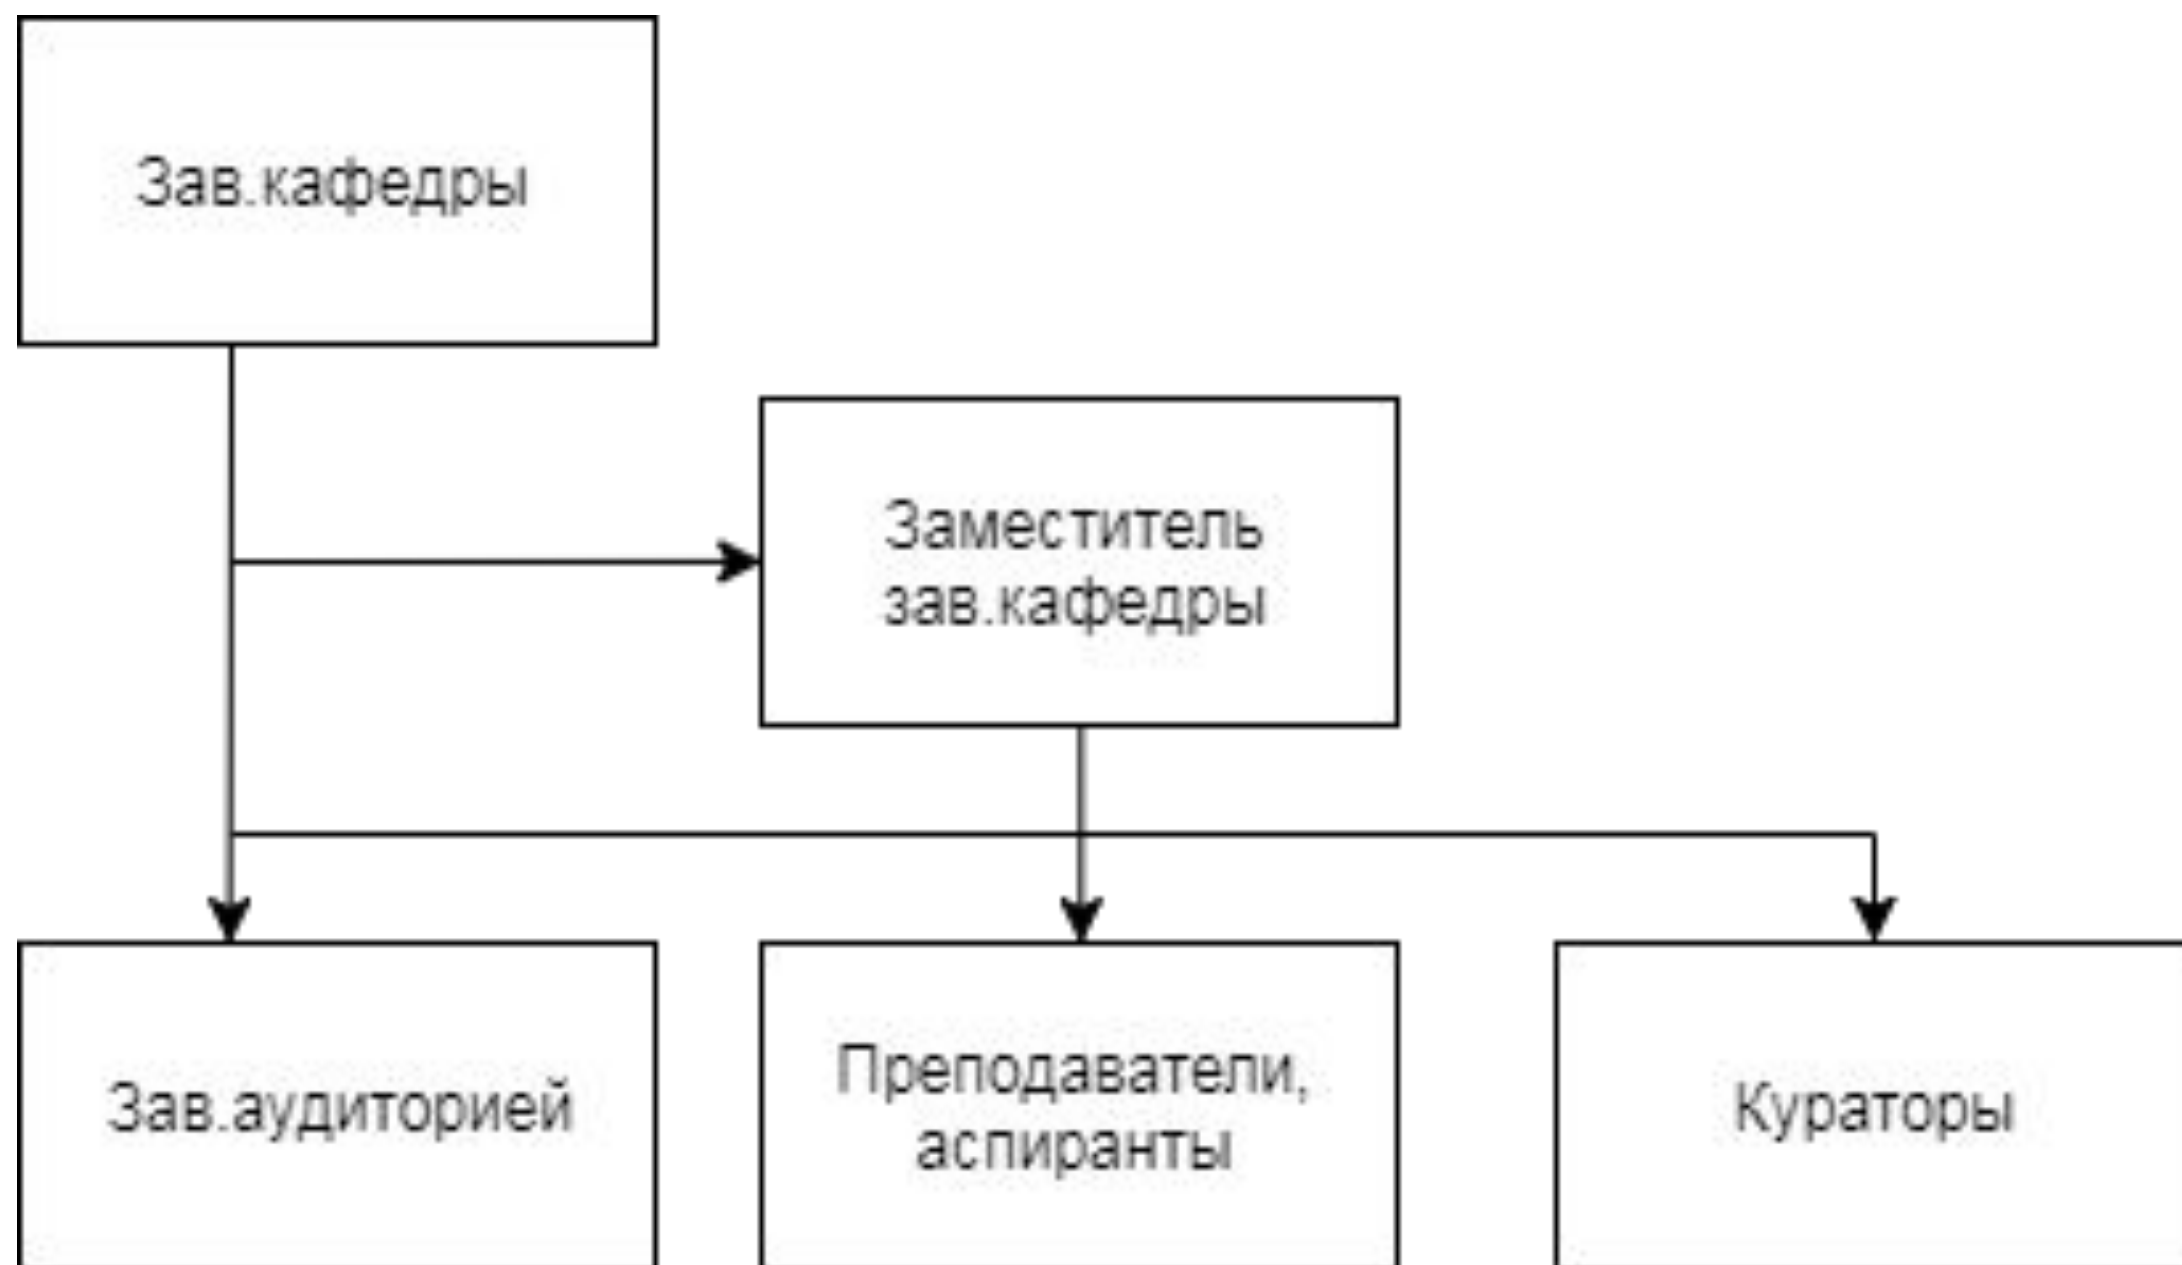 Зав.кафедры
Заместитель
зав.кафедры
Зав.аудиторией
Преподаватели,
аспиранты
Кураторы